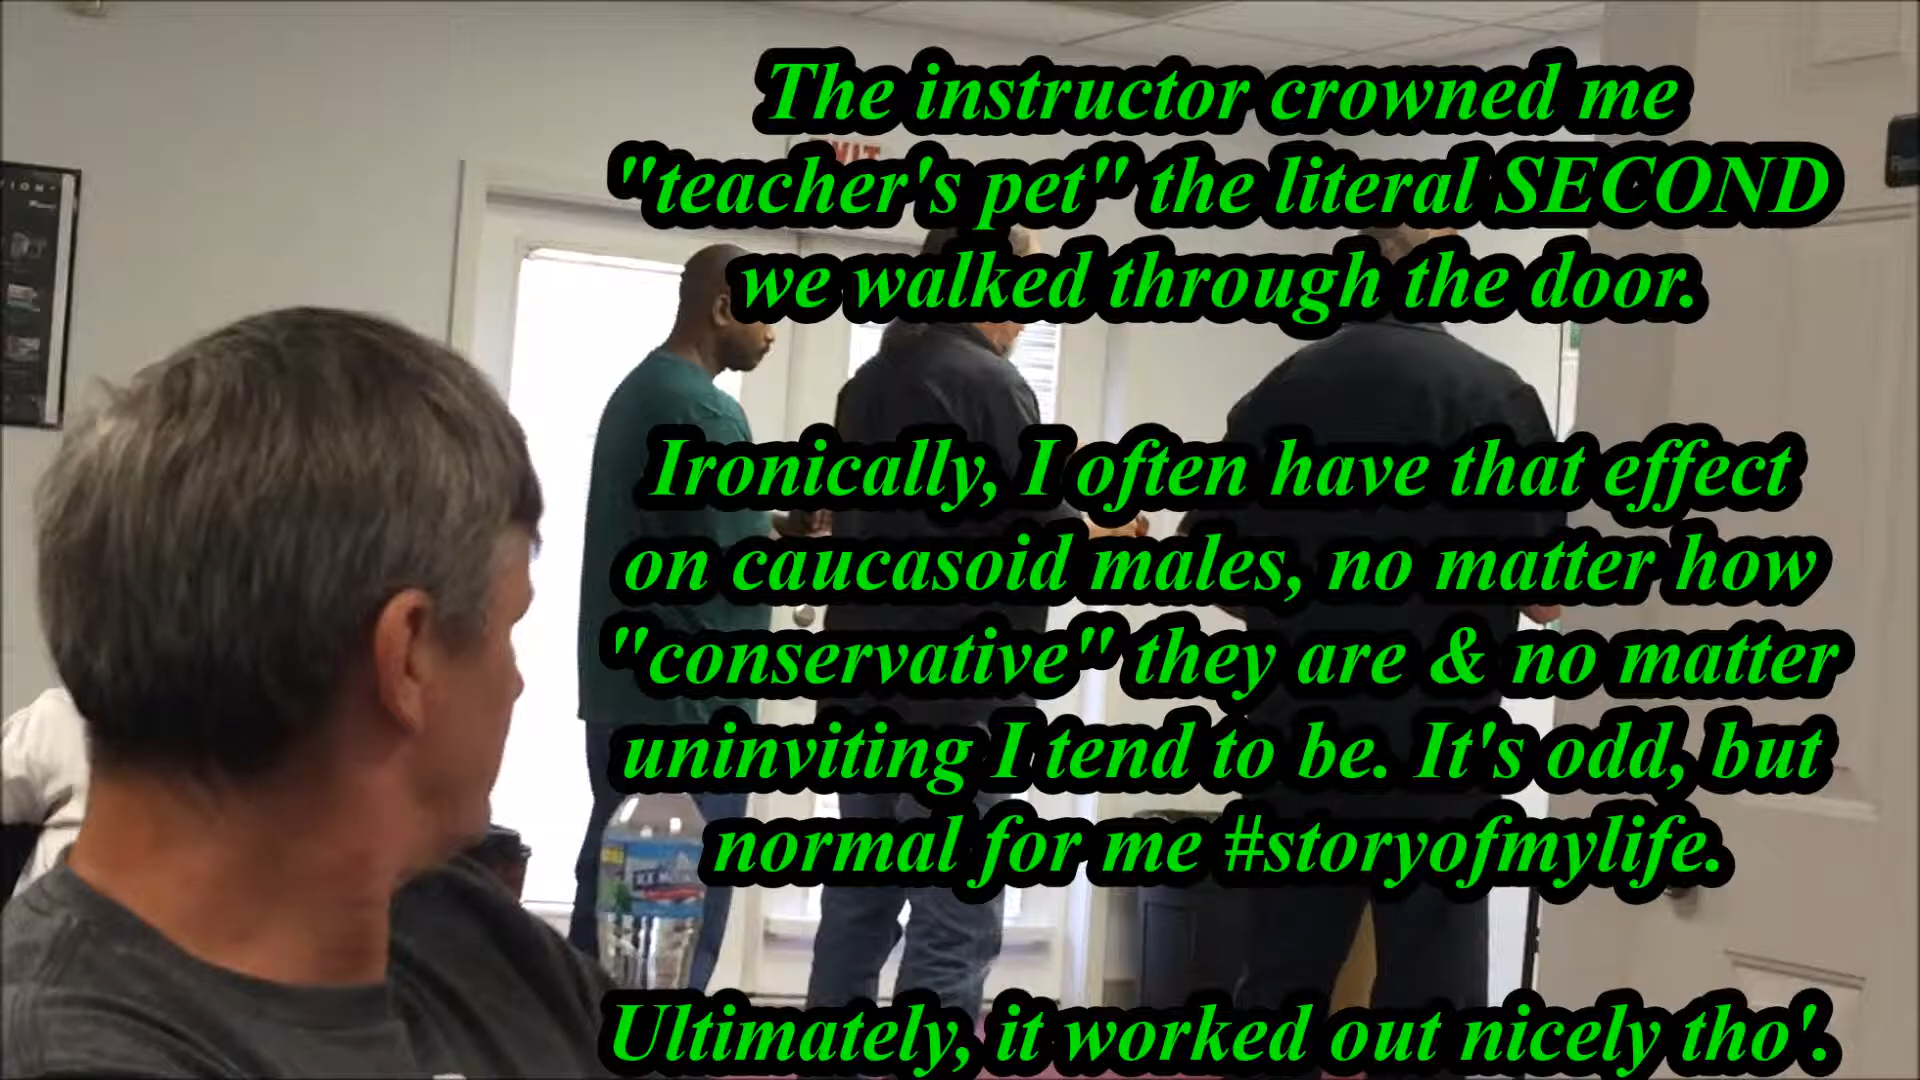 The instructor crowned me
"teacher's pet" the literal SECOND
we walked through the door.
Ironically, I often have that effect
on caucasoid males, no matter how
"conservative" they are & no matter
uninviting I tend to be. It's odd, but
normal for me #storyofmylife.
Ultimately, it worked out nicely tho'.